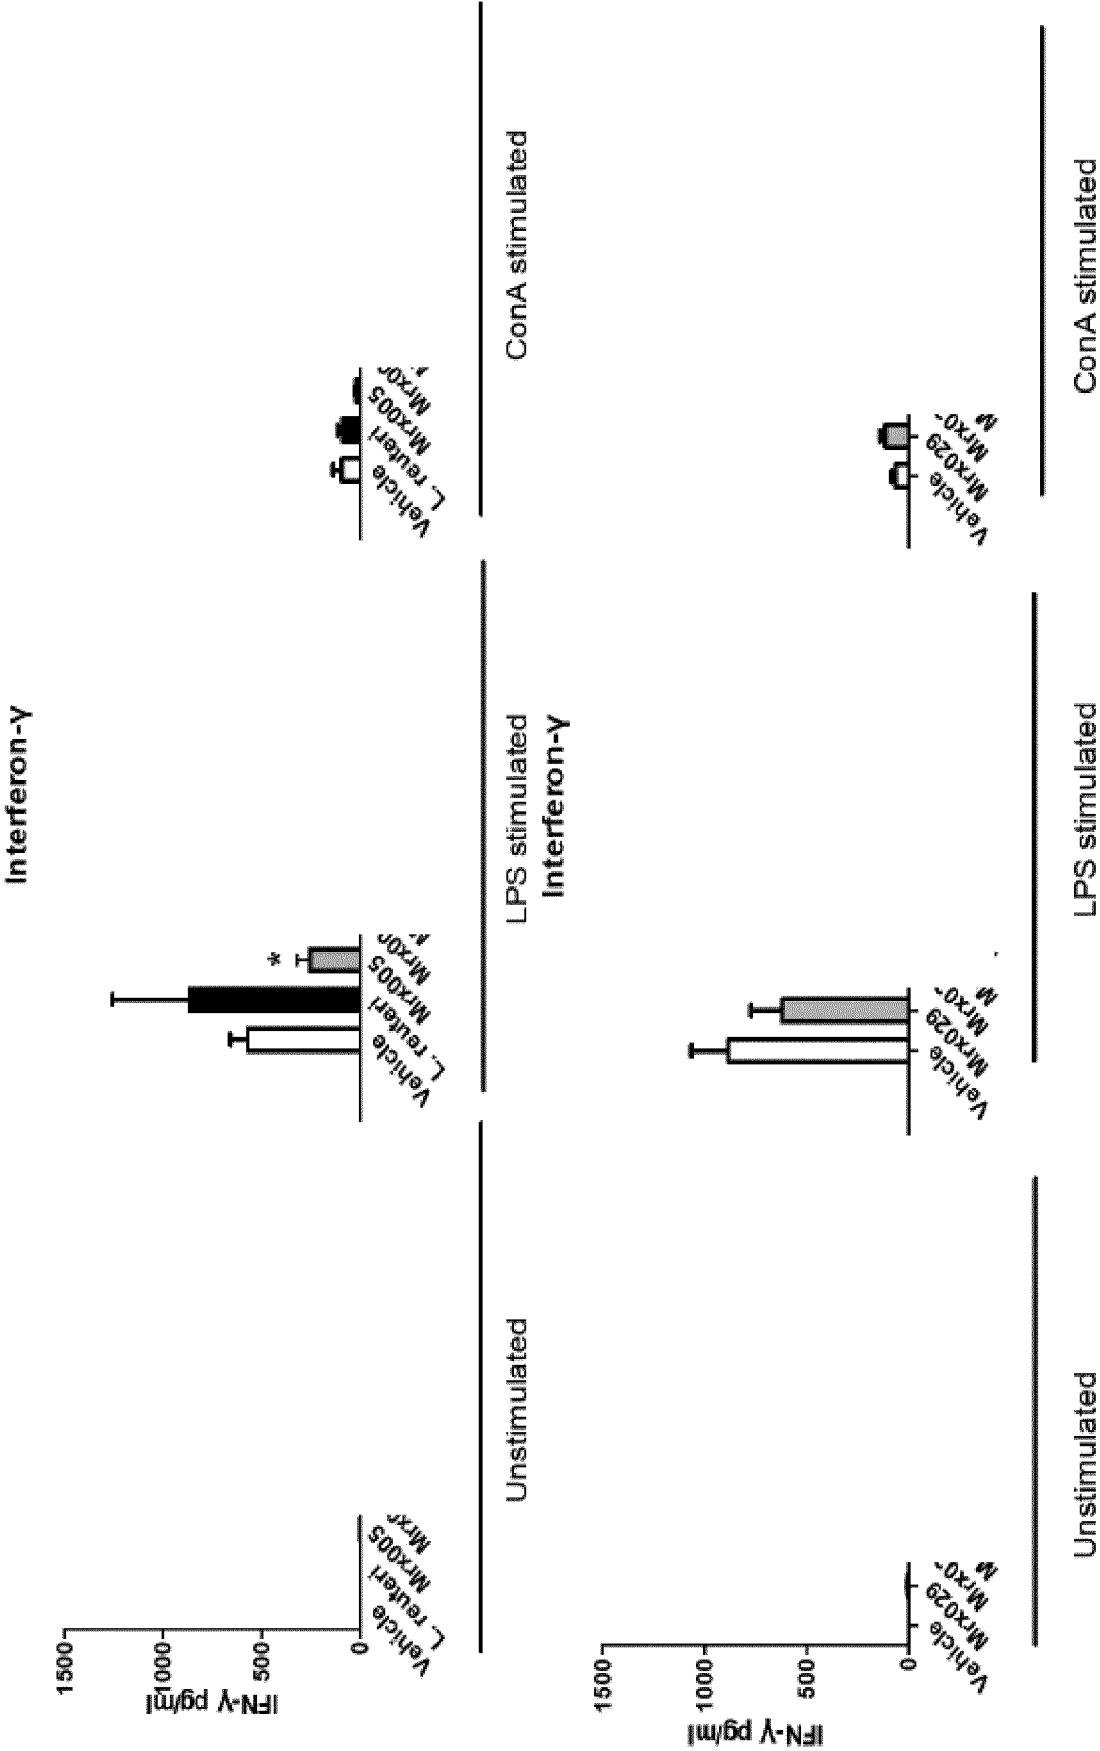 Interferon-γ
IFN-γ pg/ml
1500
1000
500
0
Vehicle
L. reuteri
Mrx005
Vehicle
L. reuteri
Mrx005
*
Vehicle
L. reuteri
Mrx005
Unstimulated
LPS stimulated
ConA stimulated
Interferon-γ
IFN-γ pg/ml
1500
1000
500
0
Vehicle
Mrx029
Vehicle
Mrx029
Vehicle
Mrx029
Unstimulated
LPS stimulated
ConA stimulated